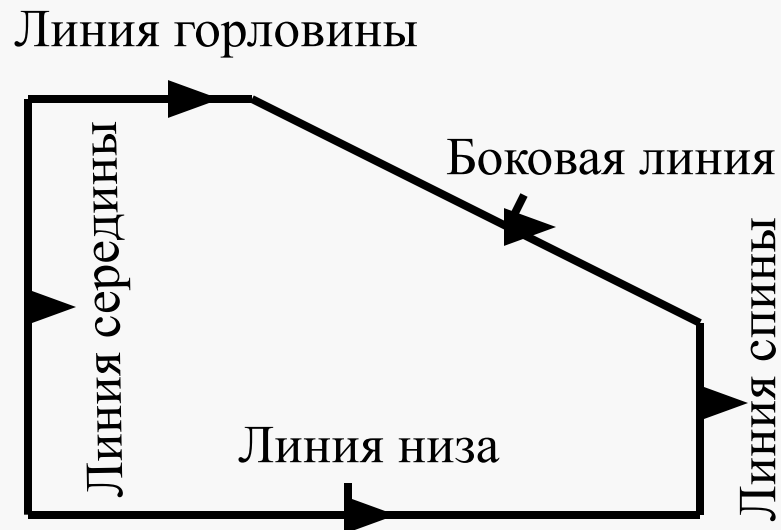 Линия горловины
Боковая линия
Линия середины
Линия спины
Линия низа